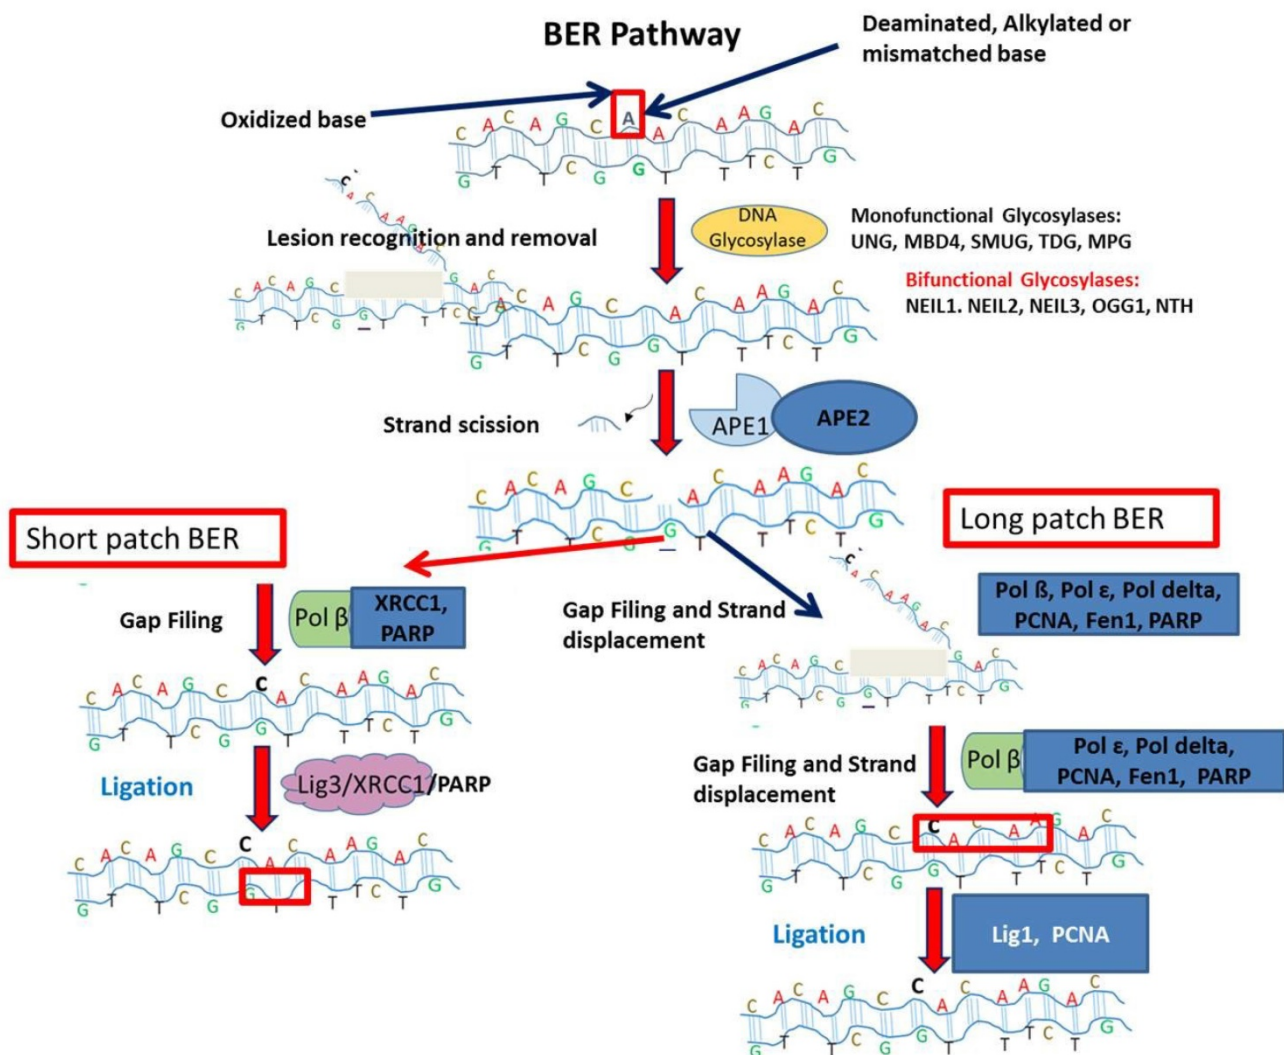 BER Pathway
Deaminated, Alkylated or
mismatched base
Oxidized base
C A C A G C A A C A A G A C
G T T C G G T T T C T G
Lesion recognition and removal
DNA
Glycosylase
Monofunctional Glycosylases:
UNG, MBD4, SMUG, TDG, MPG
Bifunctional Glycosylases:
NEIL1. NEIL2, NEIL3, OGG1, NTH
C A C A G C
G A C
G T T C G G T T T C T G
A C A G C A C A A G A C
G T T C G G T T T C T G
Strand scission
APE1
APE2
C A C A G C A C A A G A C
G T T C G G T T T C T G
Short patch BER
Long patch BER
Gap Filing
Pol β
XRCC1,
PARP
Gap Filing and Strand
displacement
Pol ß, Pol ε, Pol delta,
PCNA, Fen1, PARP
C A C A G C C A C A A G A C
G T T C G G T T T C T G
C A C A G C
G A C
G T T C G G T T T C T G
Ligation
Lig3/XRCC1/PARP
Gap Filing and Strand
displacement
Pol β
Pol ε, Pol delta,
PCNA, Fen1, PARP
C A C A G C C A C A A G A C
G T T C G G T T T C T G
C A C A G C C A C A A G A C
G T T C G G T T T C T G
Ligation
Lig1, PCNA
C A C A G C C A C A A G A C
G T T C G G T T T C T G